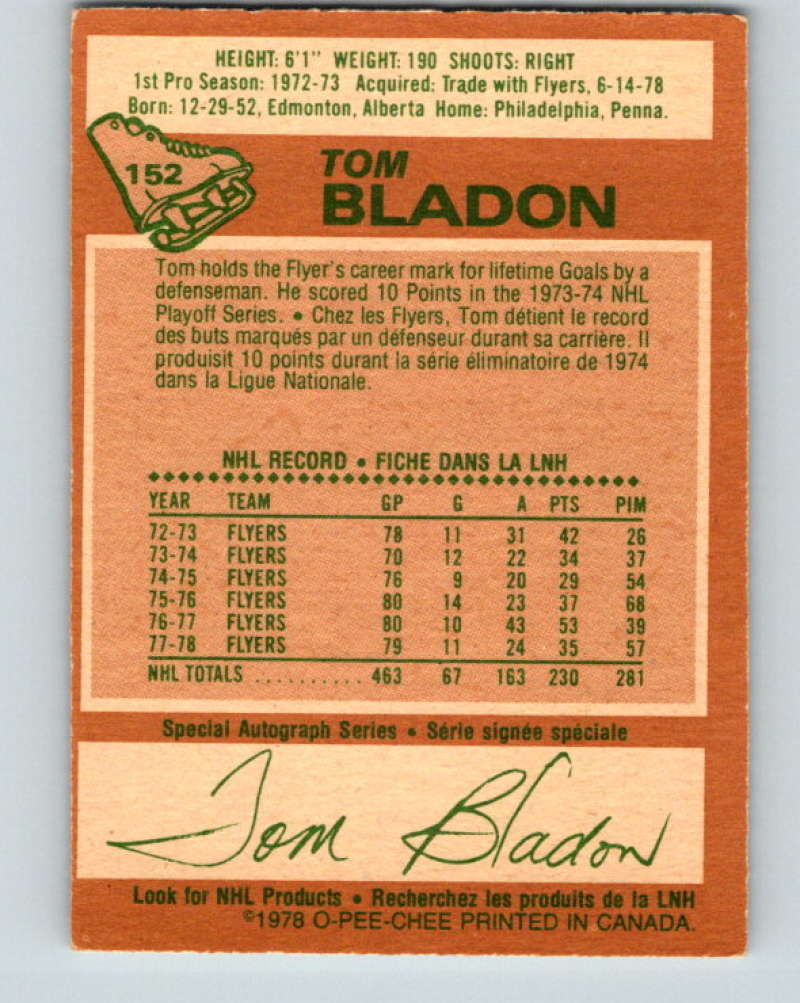 HEIGHT: 6'1" WEIGHT: 190 SHOOTS: RIGHT
1st Pro Season: 1972-73 Acquired: Trade with Flyers, 6-14-78
Born: 12-29-52, Edmonton, Alberta Home: Philadelphia, Penna.
152
TOM
BLADON
Tom holds the Flyer's career mark for lifetime Goals by a
defenseman. He scored 10 Points in the 1973-74 NHL
Playoff Series. • Chez les Flyers, Tom détient le record
des buts marqués par un défenseur durant sa carrière. Il
produisit 10 points durant la série éliminatoire de 1974
dans la Ligue Nationale.
NHL RECORD • FICHE DANS LA LNH
YEAR TEAM GP G A PTS PIM
72-73 FLYERS 78 11 31 42 26
73-74 FLYERS 70 12 22 34 37
74-75 FLYERS 76 9 20 29 54
75-76 FLYERS 80 14 23 37 68
76-77 FLYERS 80 10 43 53 39
77-78 FLYERS 79 11 24 35 57
NHL TOTALS .......... 463 67 163 230 281
Special Autograph Series • Série signée spéciale
Tom Bladon
Look for NHL Products • Recherchez les produits de la LNH
©1978 O-PEE-CHEE PRINTED IN CANADA.